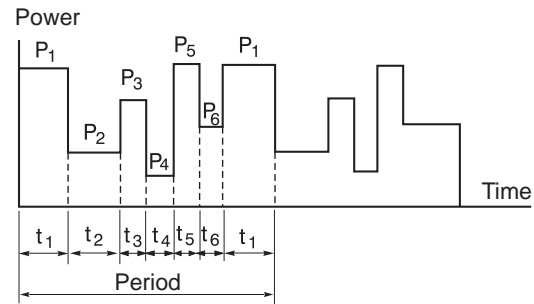 Power
P5 P1
P1
P3
P2 P6
P4
Time
t1 t2 t3 t4 t5 t6 t1
Period